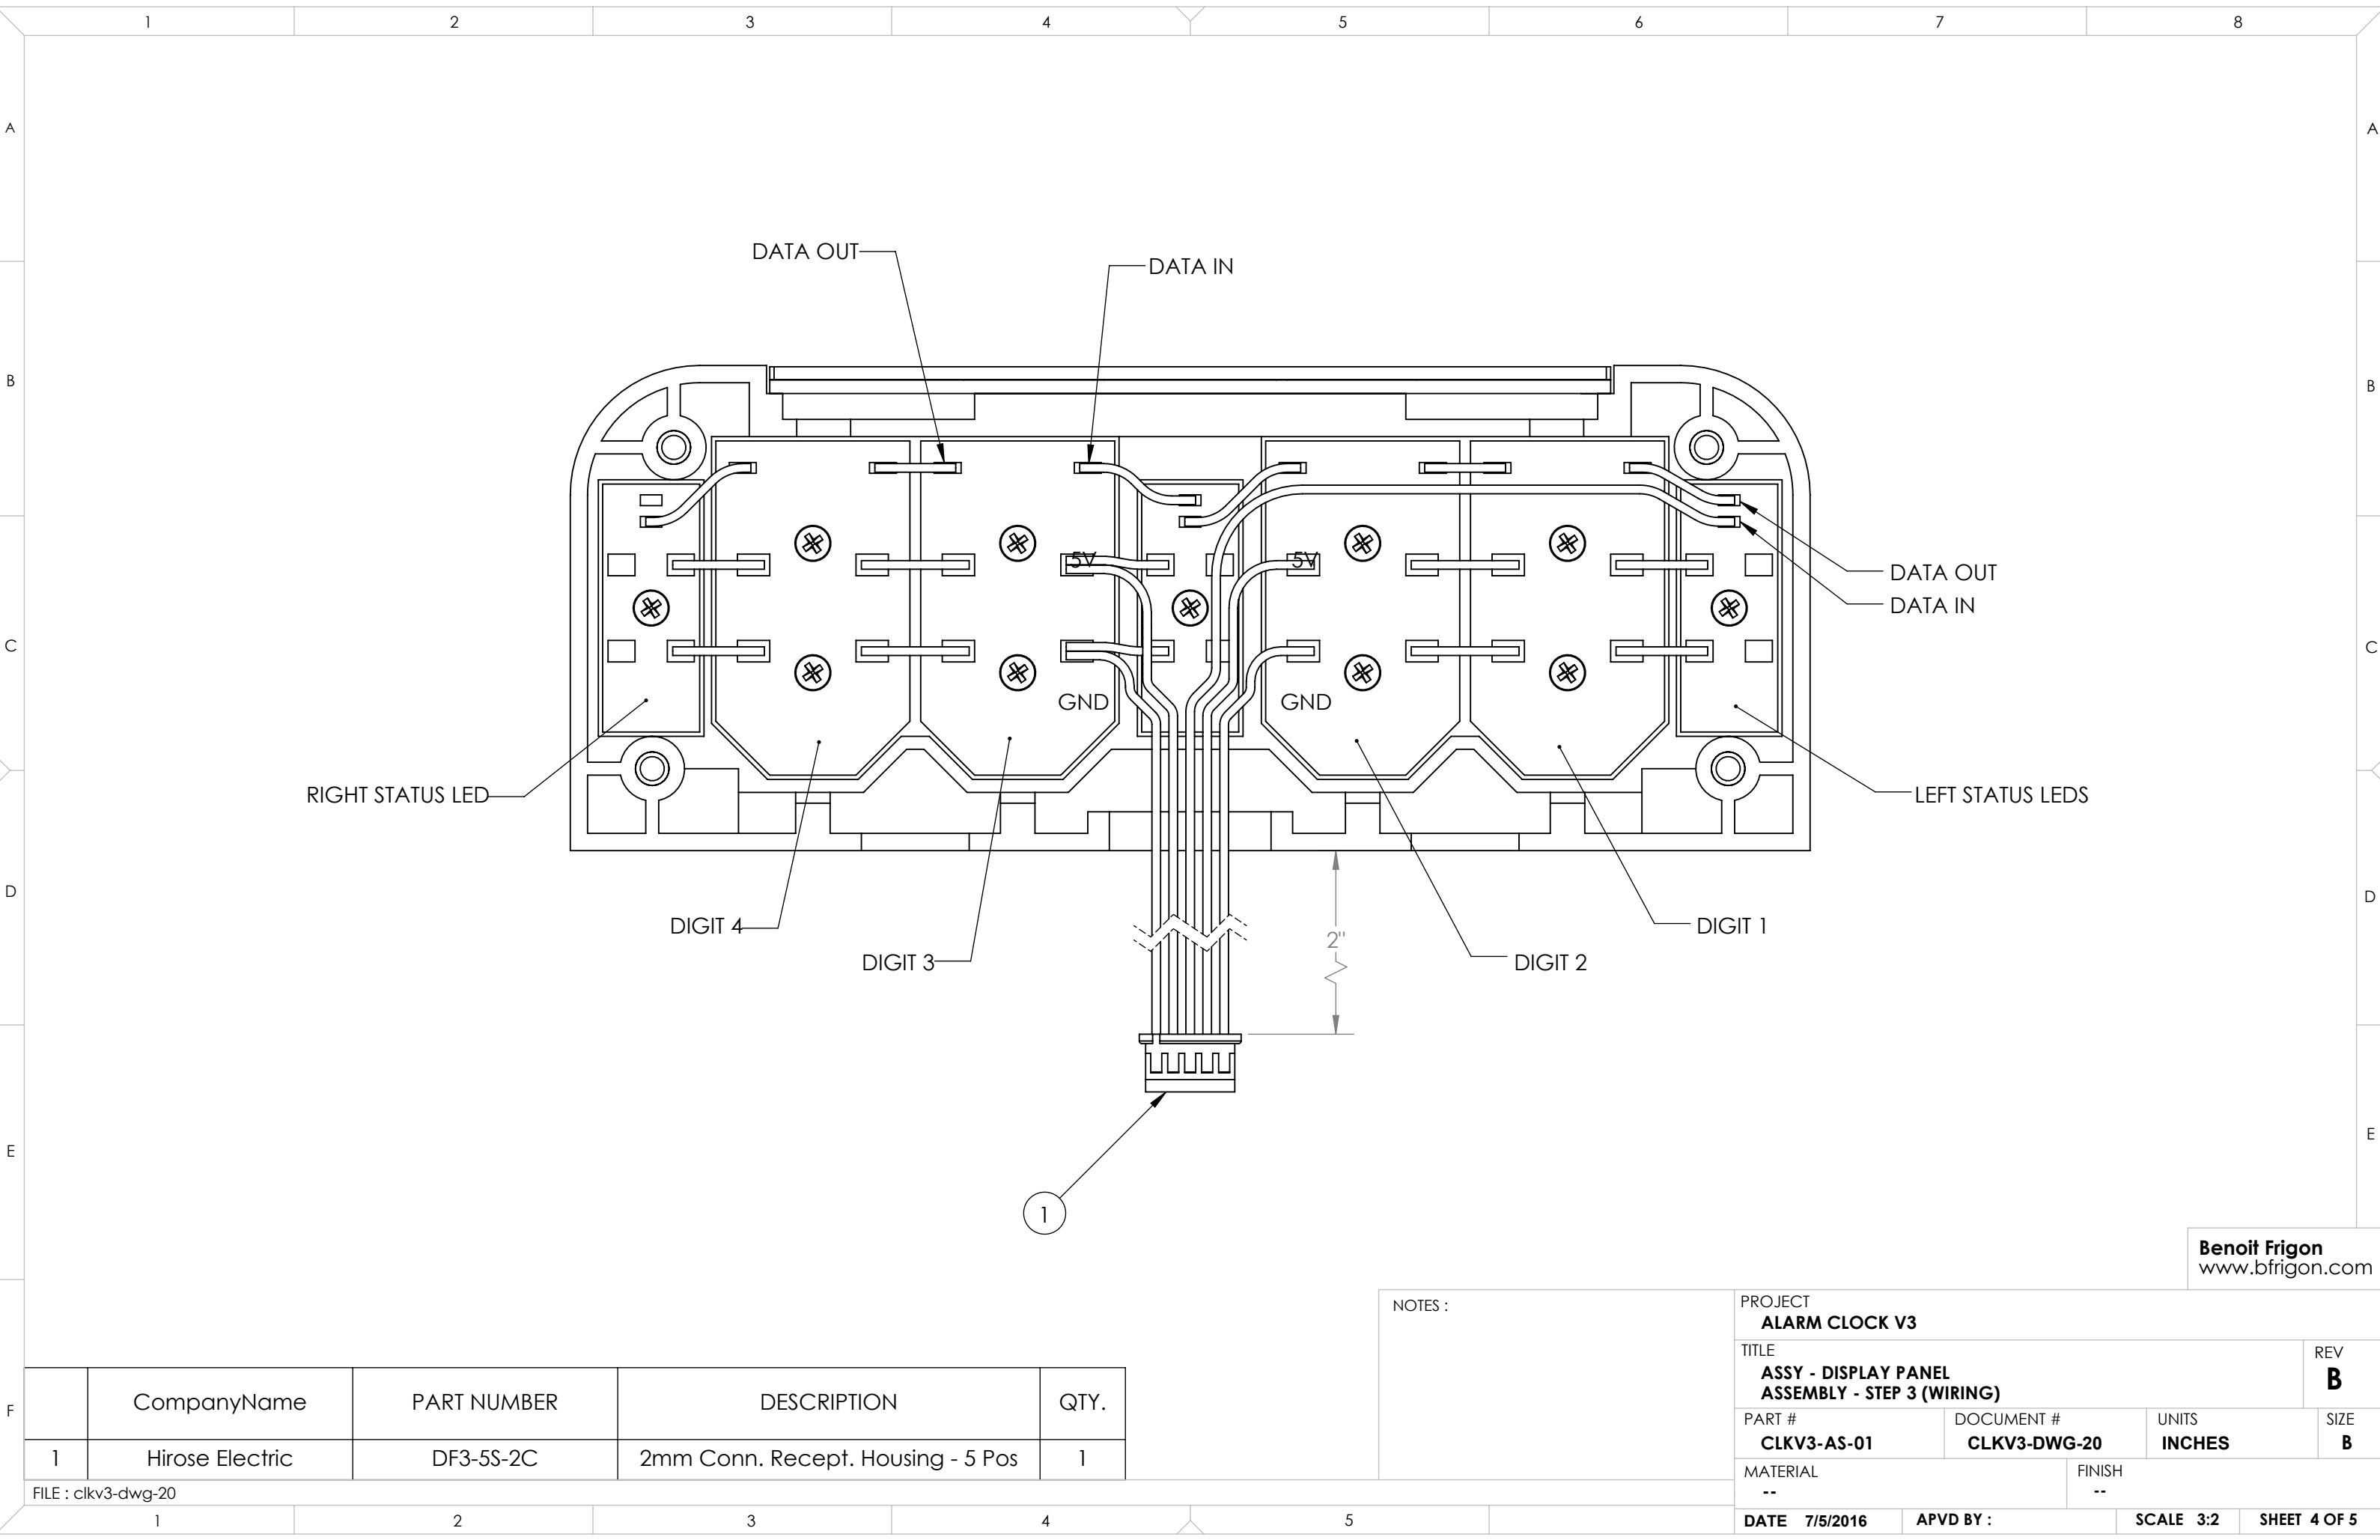 1 2 3 4 5 6 7 8
A A
DATA OUT
DATA IN
B B
5V 5V
DATA OUT
DATA IN
C C
GND GND
RIGHT STATUS LED
LEFT STATUS LEDS
D D
DIGIT 4
DIGIT 1
2"
DIGIT 3
DIGIT 2
E E
1
Benoit Frigon
www.bfrigon.com
NOTES :
PROJECT
ALARM CLOCK V3
TITLE
ASSY - DISPLAY PANEL
ASSEMBLY - STEP 3 (WIRING)
REV
B
F
CompanyName PART NUMBER DESCRIPTION QTY.
1 Hirose Electric DF3-5S-2C 2mm Conn. Recept. Housing - 5 Pos 1
PART #
CLKV3-AS-01
DOCUMENT #
CLKV3-DWG-20
UNITS
INCHES
SIZE
B
MATERIAL
--
FINISH
--
FILE : clkv3-dwg-20
1 2 3 4 5
DATE 7/5/2016 APVD BY : SCALE 3:2 SHEET 4 OF 5